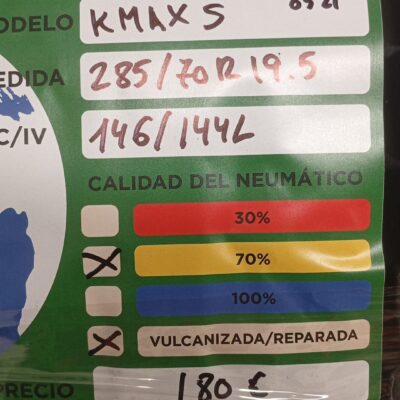 ODELO KMAX S
EDIDA 285/70R19.5
C/IV 146/144L
CALIDAD DEL NEUMÁTICO
30%
X 70%
100%
X VULCANIZADA/REPARADA
PRECIO 180 €